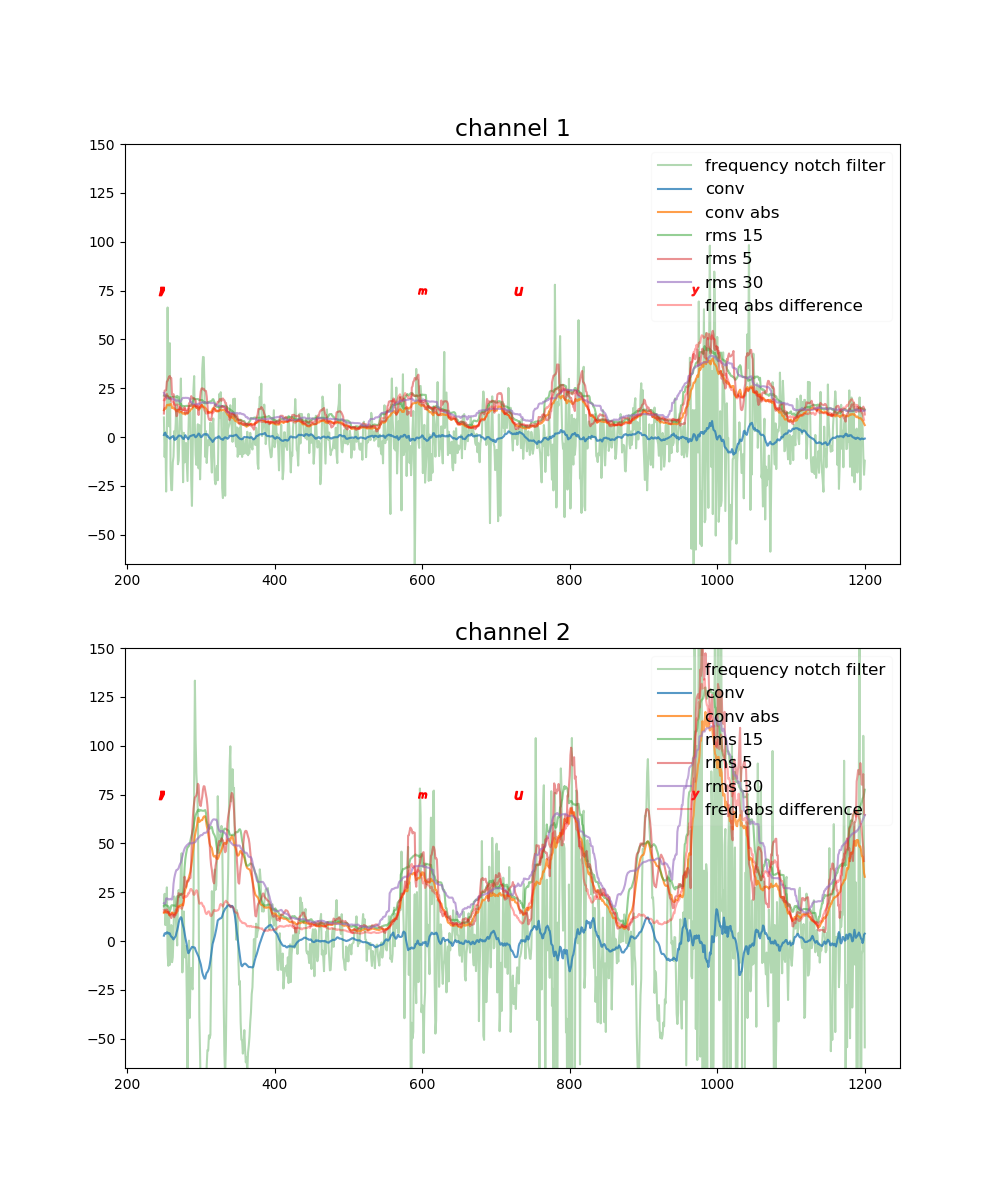 channel 1
150
125
100
75
50
25
0
−25
−50
frequency notch filter
conv
conv abs
rms 15
rms 5
rms 30
freq abs difference
, m u y
200 400 600 800 1000 1200
channel 2
150
125
100
75
50
25
0
−25
−50
frequency notch filter
conv
conv abs
rms 15
rms 5
rms 30
freq abs difference
, m u y
200 400 600 800 1000 1200